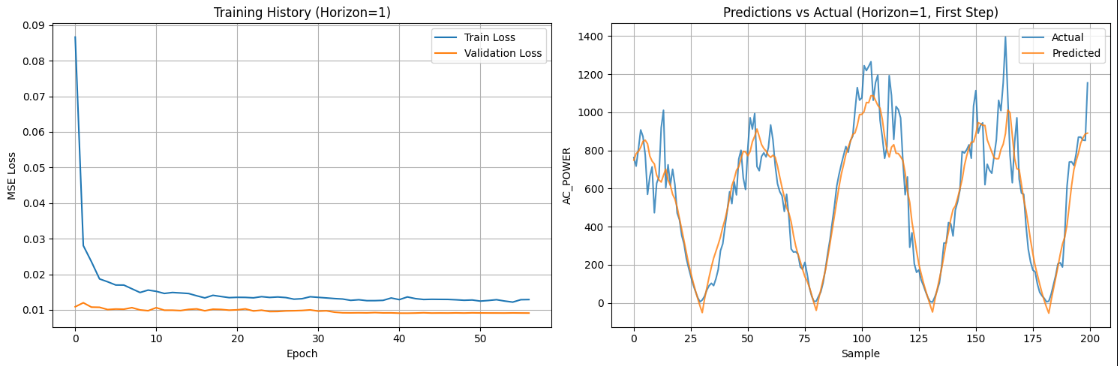 Training History (Horizon=1)
MSE Loss
0.09
0.08
0.07
0.06
0.05
0.04
0.03
0.02
0.01
0 10 20 30 40 50
Epoch
Train Loss
Validation Loss
Predictions vs Actual (Horizon=1, First Step)
AC_POWER
1400
1200
1000
800
600
400
200
0
0 25 50 75 100 125 150 175 200
Sample
Actual
Predicted